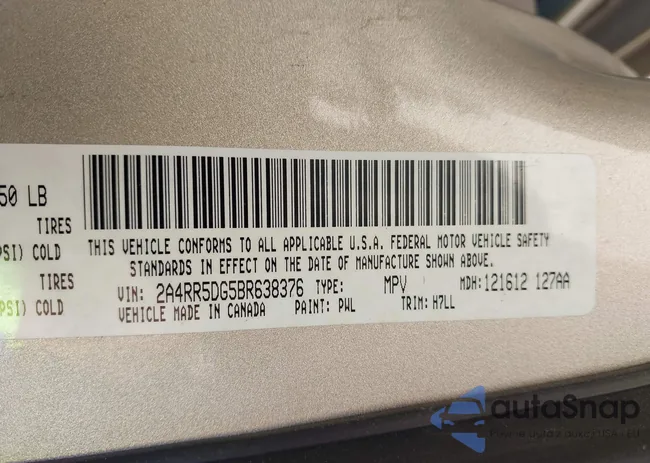 50 LB
TIRES
PSI) COLD
TIRES
PSI) COLD
THIS VEHICLE CONFORMS TO ALL APPLICABLE U.S.A. FEDERAL MOTOR VEHICLE SAFETY
STANDARDS IN EFFECT ON THE DATE OF MANUFACTURE SHOWN ABOVE.
VIN: 2A4RR5DG5BR638376 TYPE: MPV MDH: 121612 127AA
VEHICLE MADE IN CANADA PAINT: PWL TRIM: H7LL
autoSnap